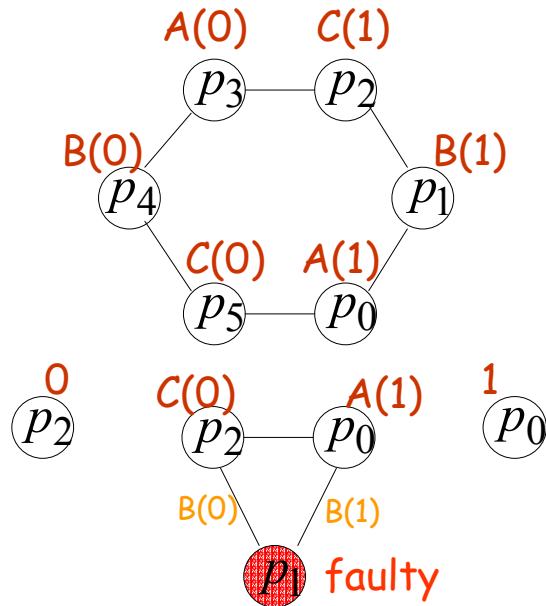 A(0) C(1)
p3 p2
B(0) B(1)
p4 p1
C(0) A(1)
p5 p0
0 C(0) A(1) 1
p2 p2 p0 p0
B(0) B(1)
p1 faulty